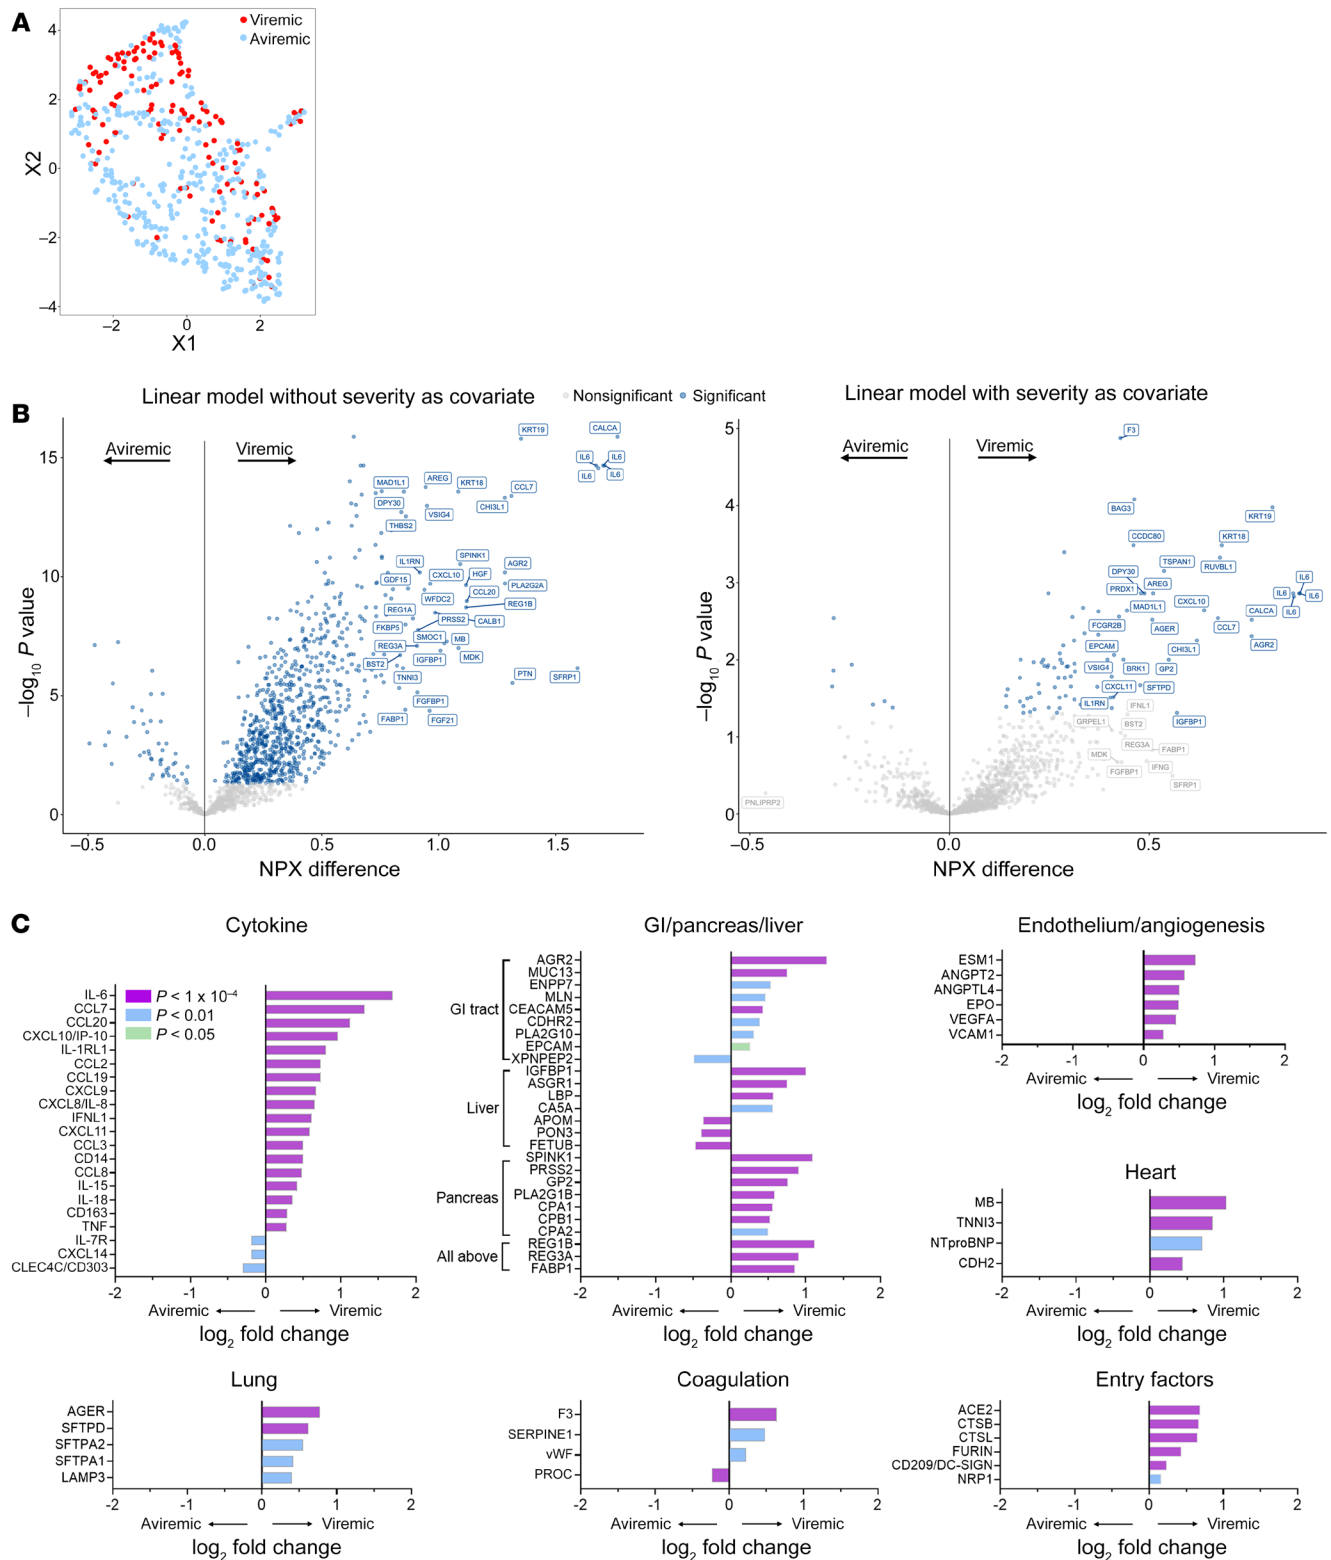 A
Viremic
Aviremic
4
2
0
–2
–4
X2
–2
0
2
X1
B
Linear model without severity as covariate
Nonsignificant
Significant
Linear model with severity as covariate
Aviremic
Viremic
15
10
5
0
–log10 P value
–0.5
0.0
0.5
1.0
1.5
NPX difference
KRT19
CALCA
IL6
IL6
IL6
IL6
MAD1L1
AREG
KRT18
CCL7
DPY30
VSIG4
CHI3L1
THBS2
IL1RN
SPINK1
AGR2
GDF15
CXCL10
HGF
PLA2G2A
WFDC2
CCL20
REG1A
REG1B
PRSS2
CALB1
FKBP5
SMOC1
MB
REG3A
IGFBP1
MDK
BST2
TNNI3
PTN
SFRP1
FGFBP1
FABP1
FGF21
Aviremic
Viremic
5
4
3
2
1
0
–log10 P value
–0.5
0.0
0.5
NPX difference
F3
BAG3
KRT19
CCDC80
KRT18
TSPAN1
RUVBL1
DPY30
PRDX1
AREG
IL6
IL6
IL6
IL6
MAD1L1
CXCL10
CALCA
FCGR2B
AGER
CCL7
EPCAM
CHI3L1
AGR2
VSIG4
BRK1
GP2
CXCL11
SFTPD
IL1RN
IFNL1
GRPEL1
BST2
IGFBP1
REG3A
FABP1
MDK
IFNG
FGFBP1
SFRP1
PNLIPRP2
C
Cytokine
P < 1 x 10–4
P < 0.01
P < 0.05
IL-6
CCL7
CCL20
CXCL10/IP-10
IL-1RL1
CCL2
CCL19
CXCL9
CXCL8/IL-8
IFNL1
CXCL11
CCL3
CD14
CCL8
IL-15
IL-18
CD163
TNF
IL-7R
CXCL14
CLEC4C/CD303
-2
-1
0
1
2
Aviremic
Viremic
log2 fold change
GI/pancreas/liver
GI tract
AGR2
MUC13
ENPP7
MLN
CEACAM5
CDHR2
PLA2G10
EPCAM
XPNPEP2
Liver
IGFBP1
ASGR1
LBP
CA5A
APOM
PON3
FETUB
Pancreas
SPINK1
PRSS2
GP2
PLA2G1B
CPA1
CPB1
CPA2
All above
REG1B
REG3A
FABP1
-2
-1
0
1
2
Aviremic
Viremic
log2 fold change
Endothelium/angiogenesis
ESM1
ANGPT2
ANGPTL4
EPO
VEGFA
VCAM1
-2
-1
0
1
2
Aviremic
Viremic
log2 fold change
Heart
MB
TNNI3
NTproBNP
CDH2
-2
-1
0
1
2
Aviremic
Viremic
log2 fold change
Lung
AGER
SFTPD
SFTPA2
SFTPA1
LAMP3
-2
-1
0
1
2
Aviremic
Viremic
log2 fold change
Coagulation
F3
SERPINE1
vWF
PROC
-2
-1
0
1
2
Aviremic
Viremic
log2 fold change
Entry factors
ACE2
CTSB
CTSL
FURIN
CD209/DC-SIGN
NRP1
-2
-1
0
1
2
Aviremic
Viremic
log2 fold change